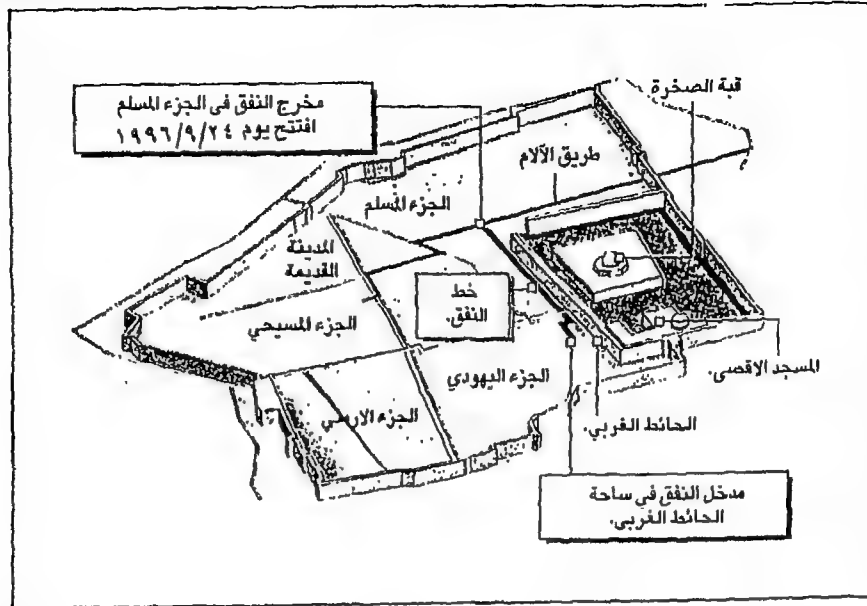 قبة الصخرة
مخرج النفق فى الجزء المسلم
افتتح يوم ١٩٩٦/٩/٢٤
طريق الآلام
الجزء المسلم
المدينة
القديمة
خط
النفق.
الجزء المسيحي
المسجد الاقصى.
الجزء اليهودي
الجزء الارمني
الحائط الغربي.
مدخل النفق في ساحة
الحائط الغربي.